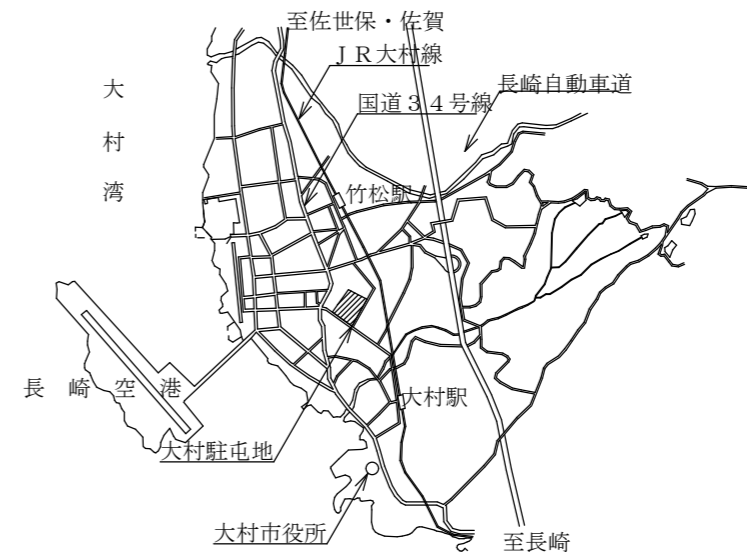 至佐世保・佐賀
ＪＲ大村線
長崎自動車道
国道３４号線
大村湾
竹松駅
長崎空港
大村駅
大村駐屯地
大村市役所
至長崎